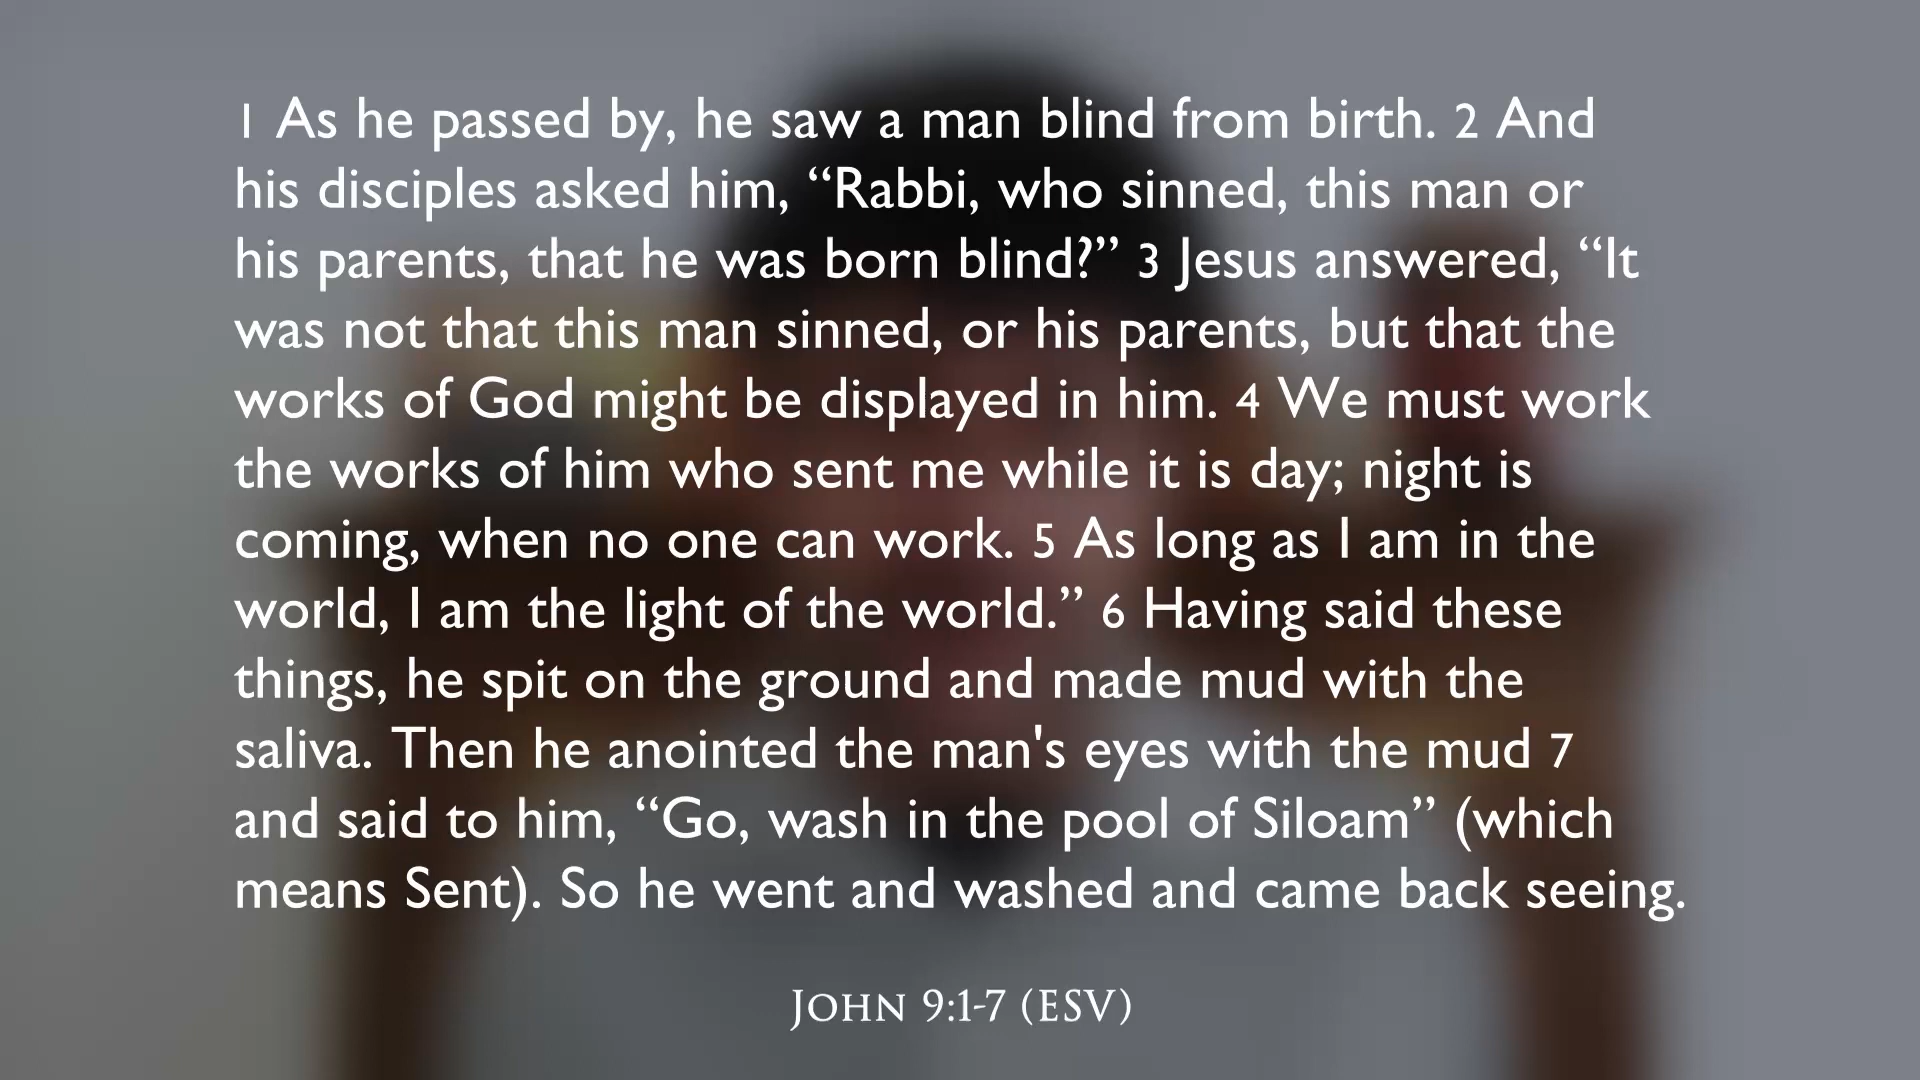 1 As he passed by, he saw a man blind from birth. 2 And
his disciples asked him, “Rabbi, who sinned, this man or
his parents, that he was born blind?” 3 Jesus answered, “It
was not that this man sinned, or his parents, but that the
works of God might be displayed in him. 4 We must work
the works of him who sent me while it is day; night is
coming, when no one can work. 5 As long as I am in the
world, I am the light of the world.” 6 Having said these
things, he spit on the ground and made mud with the
saliva. Then he anointed the man's eyes with the mud 7
and said to him, “Go, wash in the pool of Siloam” (which
means Sent). So he went and washed and came back seeing.
John 9:1-7 (ESV)